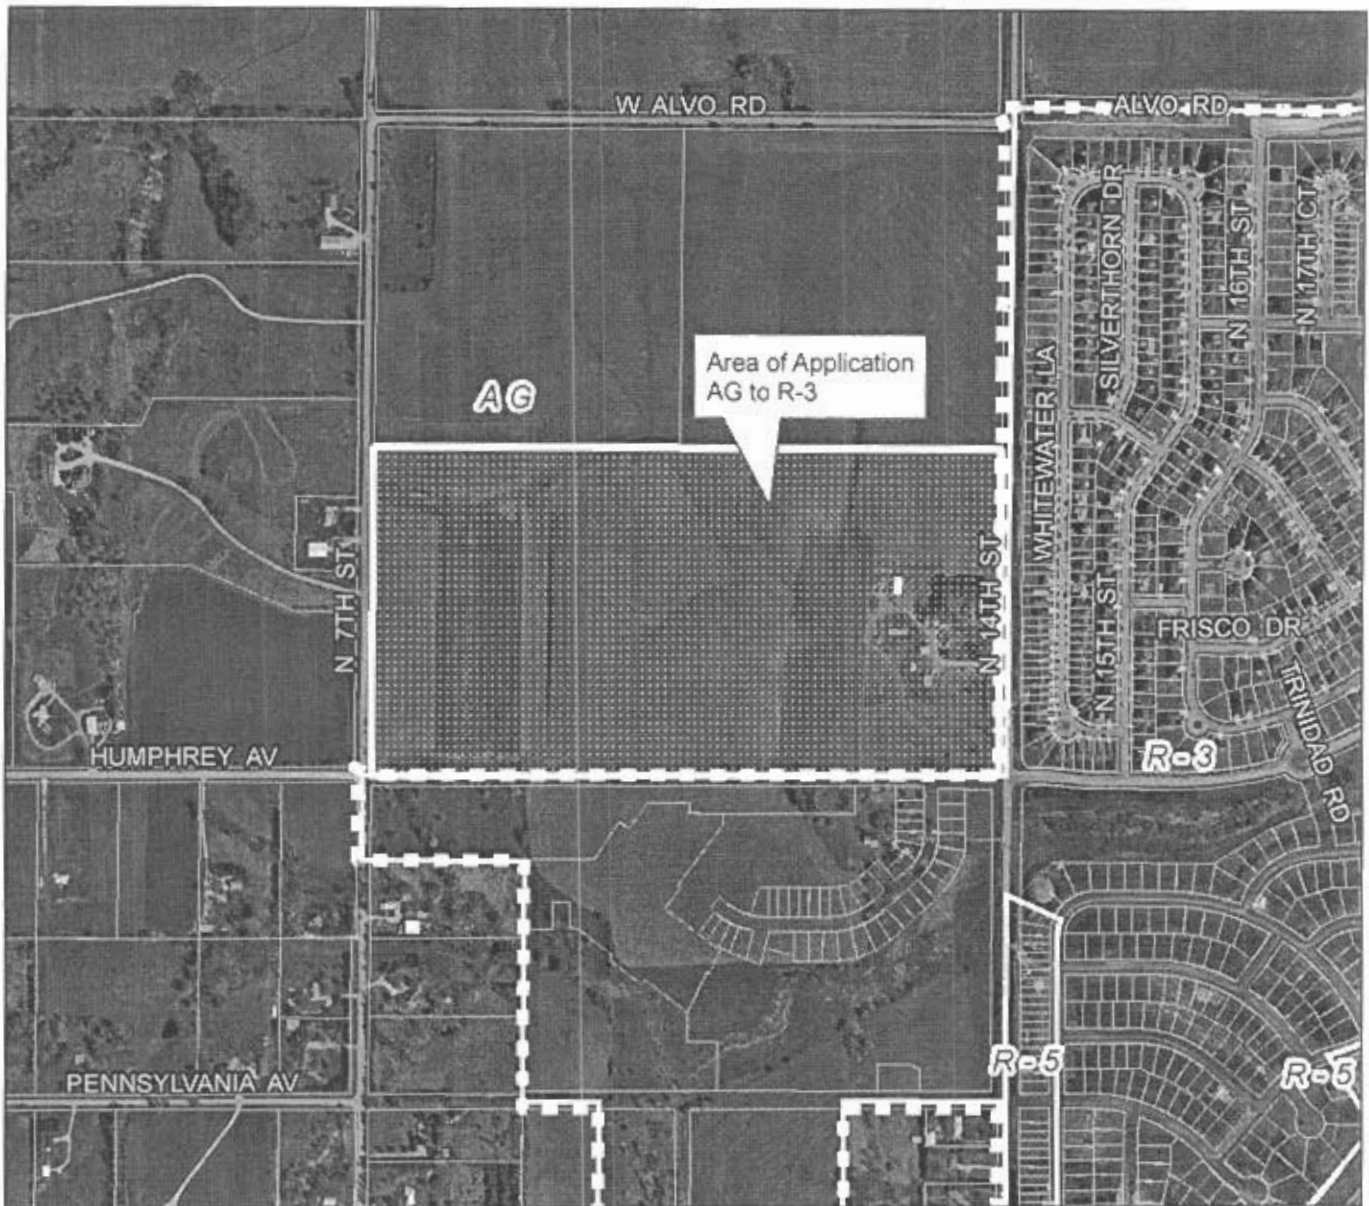 W ALVO RD
ALVO RD
SILVERTHORN DR
N 16TH ST
N 17TH CT
Area of Application
AG to R-3
AG
WHITEWATER LA
N 7TH ST
N 14TH ST
N 15TH ST
FRISCO DR
TRINIDAD RD
HUMPHREY AV
R-3
R-5
R-5
PENNSYLVANIA AV